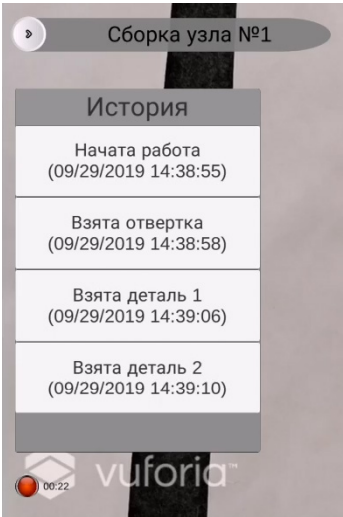 »
Сборка узла №1
История
Начата работа
(09/29/2019 14:38:55)
Взята отвертка
(09/29/2019 14:38:58)
Взята деталь 1
(09/29/2019 14:39:06)
Взята деталь 2
(09/29/2019 14:39:10)
vuforia™
00:22